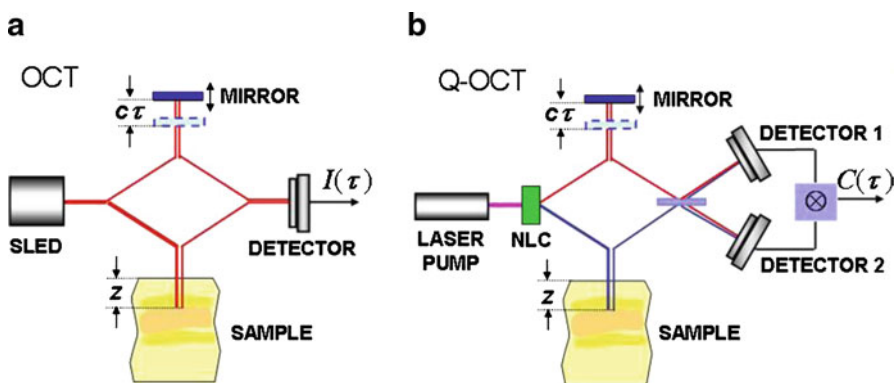 a
OCT
MIRROR
cτ
I(τ)
SLED
DETECTOR
z
SAMPLE
b
Q-OCT
MIRROR
cτ
DETECTOR 1
C(τ)
LASER
PUMP
NLC
DETECTOR 2
z
SAMPLE